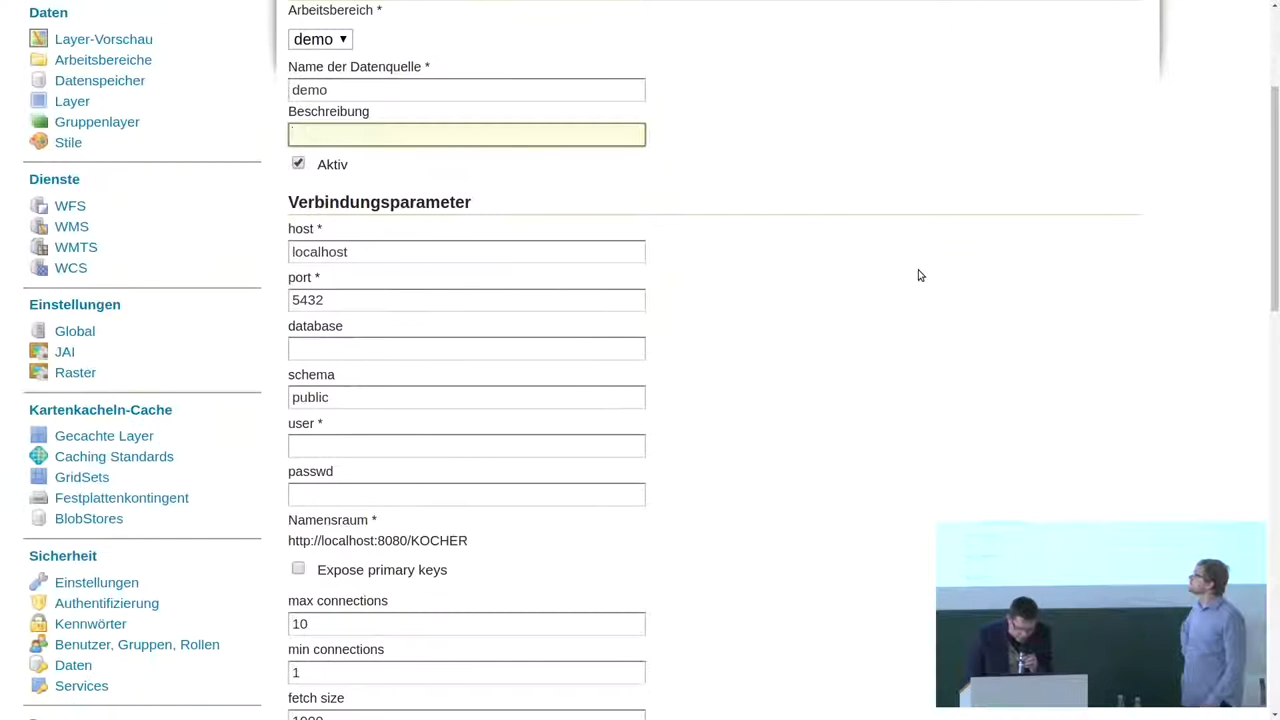 Daten
Layer-Vorschau
Arbeitsbereiche
Datenspeicher
Layer
Gruppenlayer
Stile
Dienste
WFS
WMS
WMTS
WCS
Einstellungen
Global
JAI
Raster
Kartenkacheln-Cache
Gecachte Layer
Caching Standards
GridSets
Festplattenkontingent
BlobStores
Sicherheit
Einstellungen
Authentifizierung
Kennwörter
Benutzer, Gruppen, Rollen
Daten
Services
Arbeitsbereich *
demo
Name der Datenquelle *
demo
Beschreibung
Aktiv
Verbindungsparameter
host *
localhost
port *
5432
database
schema
public
user *
passwd
Namensraum *
http://localhost:8080/KOCHER
Expose primary keys
max connections
10
min connections
1
fetch size
1000